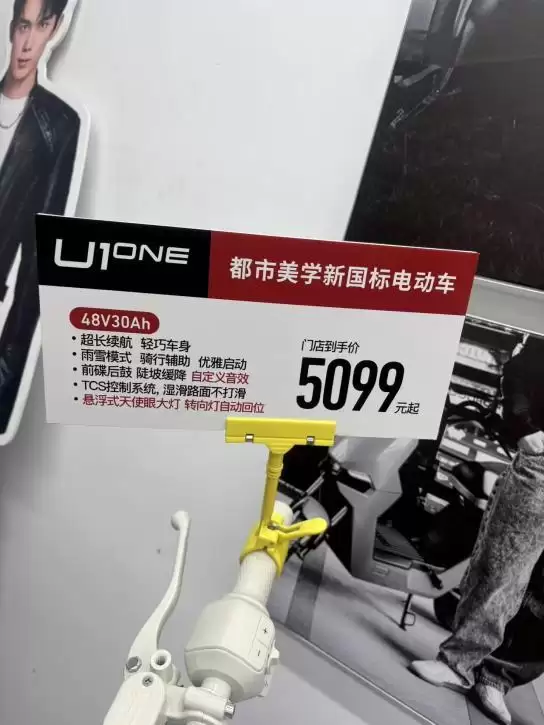 U1ONE
都市美学新国标电动车
48V30Ah
• 超长续航 轻巧车身
• 雨雪模式 骑行辅助 优雅启动
• 前碟后鼓 陡坡缓降 自定义音效
• TCS控制系统, 湿滑路面不打滑
• 悬浮式天使眼大灯 转向灯自动回位
门店到手价
5099元起
+
-